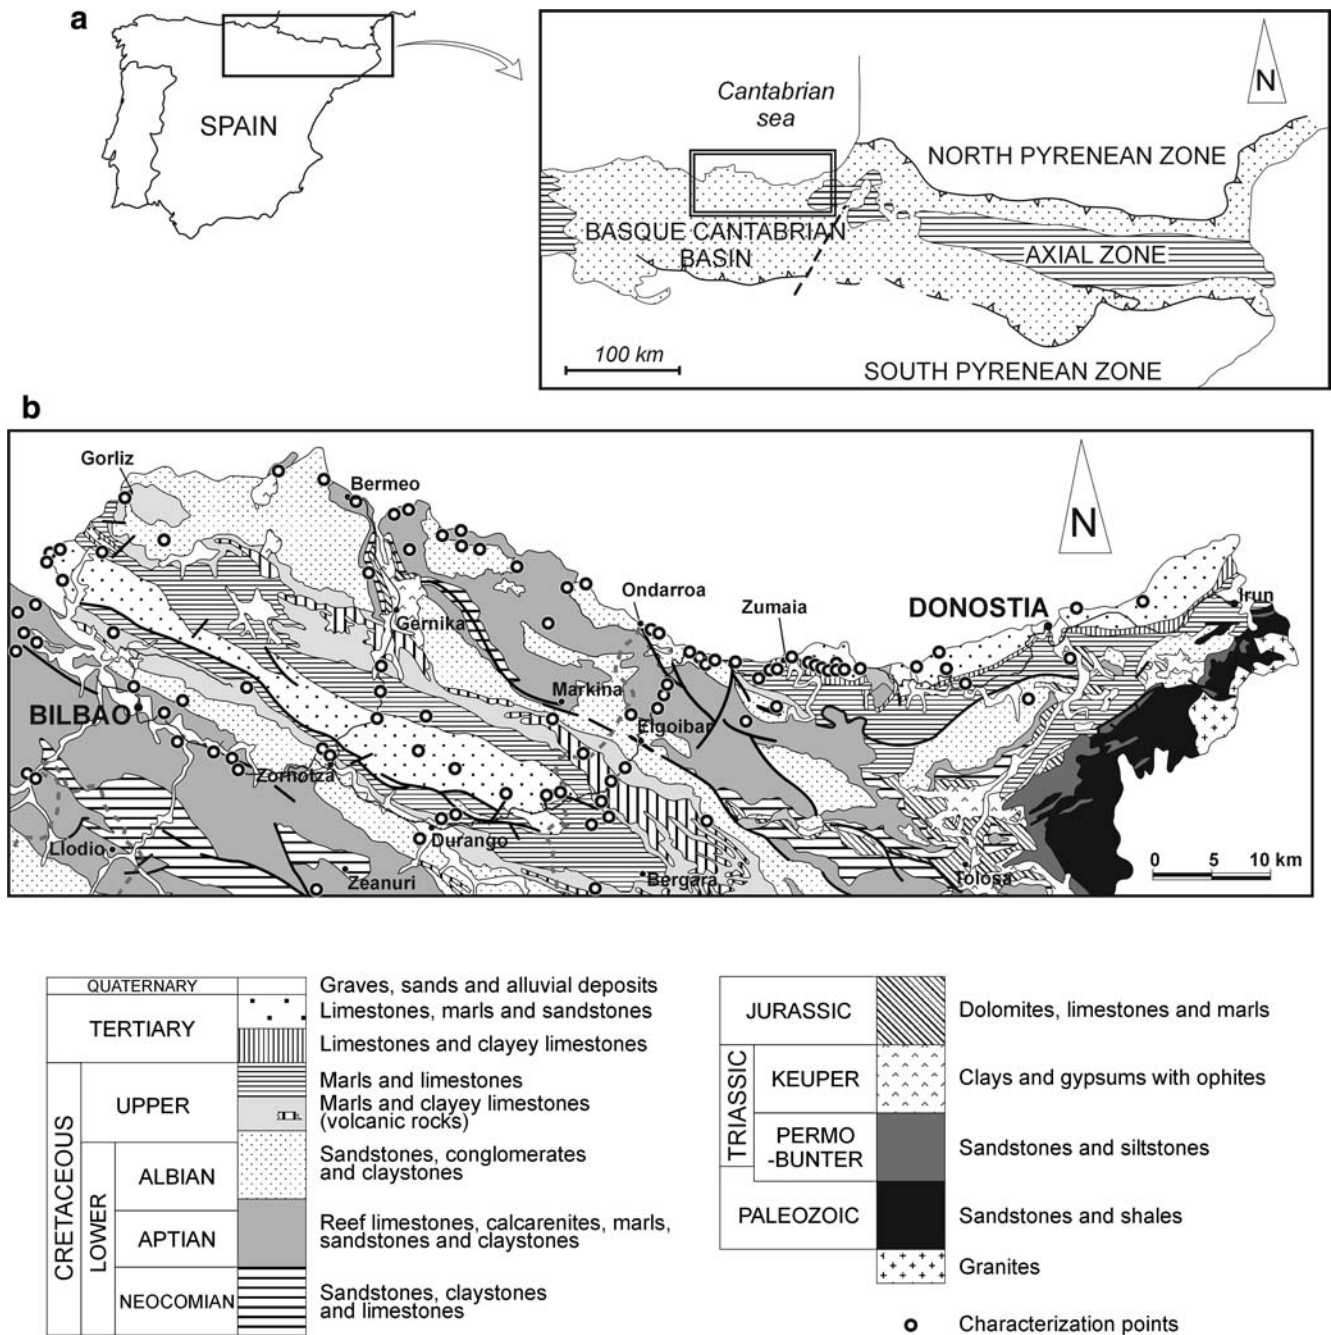 a
SPAIN
Cantabrian
sea
N
NORTH PYRENEAN ZONE
BASQUE CANTABRIAN
BASIN
AXIAL ZONE
100 km
SOUTH PYRENEAN ZONE
b
Gorliz
Bermeo
N
Ondarroa
Zumaia
DONOSTIA
Irun
Gernika
Markina
BILBAO
Elgoibar
Zornotza
Durango
Llodio
Zeanuri
Bergara
Tolosa
0 5 10 km
QUATERNARY
Graves, sands and alluvial deposits
TERTIARY
Limestones, marls and sandstones
Limestones and clayey limestones
CRETACEOUS
UPPER
Marls and limestones
Marls and clayey limestones
(volcanic rocks)
LOWER
ALBIAN
Sandstones, conglomerates
and claystones
APTIAN
Reef limestones, calcarenites, marls,
sandstones and claystones
NEOCOMIAN
Sandstones, claystones
and limestones
JURASSIC
Dolomites, limestones and marls
TRIASSIC
KEUPER
Clays and gypsums with ophites
PERMO
-BUNTER
Sandstones and siltstones
PALEOZOIC
Sandstones and shales
Granites
Characterization points